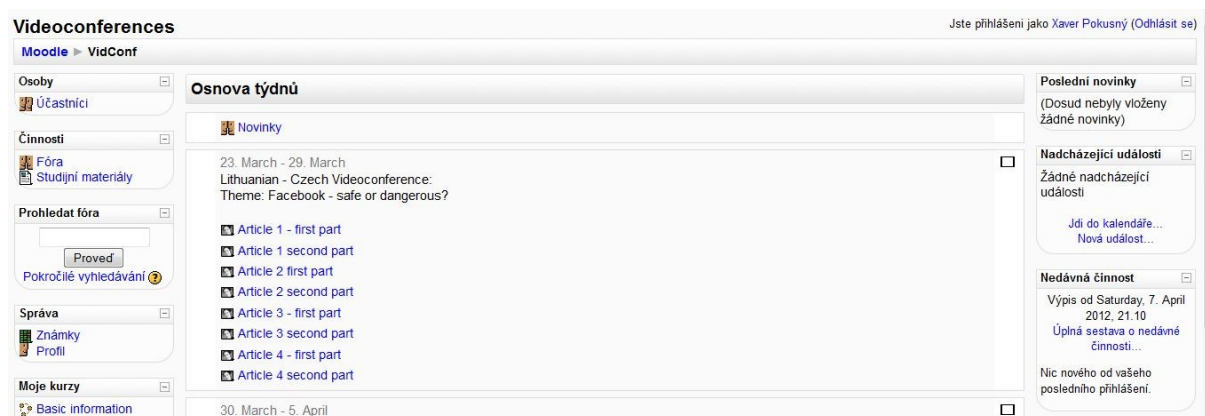 Videoconferences
Jste přihlášeni jako Xaver Pokusný (Odhlásit se)
Moodle ► VidConf
Osoby
Účastníci
Činnosti
Fóra
Studijní materiály
Prohledat fóra
Proveď
Pokročilé vyhledávání ?
Správa
Známky
Profil
Moje kurzy
Basic information
Osnova týdnů
Novinky
23. March - 29. March
Lithuanian - Czech Videoconference:
Theme: Facebook - safe or dangerous?
Article 1 - first part
Article 1 second part
Article 2 first part
Article 2 second part
Article 3 - first part
Article 3 second part
Article 4 - first part
Article 4 second part
30. March - 5. April
Poslední novinky
(Dosud nebyly vloženy
žádné novinky)
Nadcházející události
Žádné nadcházející
události
Jdi do kalendáře...
Nová událost...
Nedávná činnost
Výpis od Saturday, 7. April
2012, 21.10
Úplná sestava o nedávné
činnosti...
Nic nového od vašeho
posledního přihlášení.